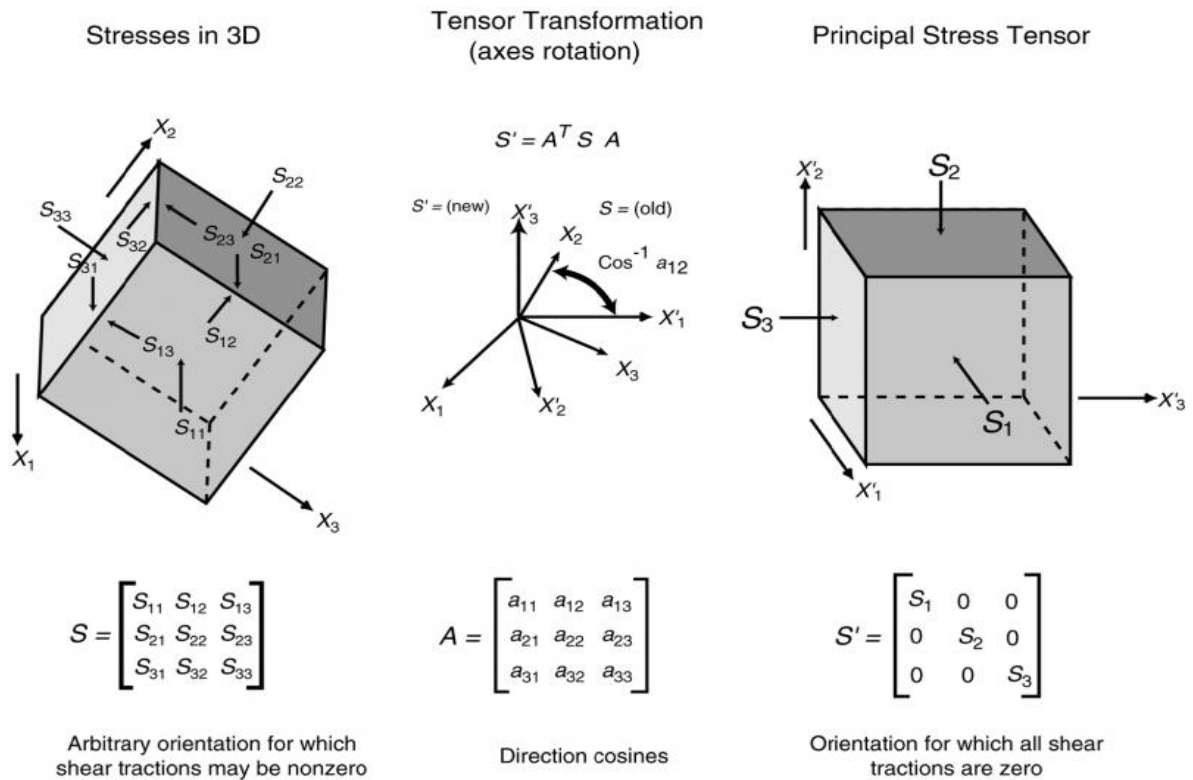 Stresses in 3D
Tensor Transformation
(axes rotation)
Principal Stress Tensor
X₂
S₂₂
S₃₃
S₃₂
S₂₃
S₂₁
S₃₁
S₁₂
S₁₃
S₁₁
X₁
X₃
S' = Aᵀ S A
S' = (new)
S = (old)
X'₃
X₂
Cos⁻¹ a₁₂
X'₁
X₃
X₁
X'₂
X'₂
S₂
S₃
X'₃
S₁
X'₁
S =
S₁₁ S₁₂ S₁₃
S₂₁ S₂₂ S₂₃
S₃₁ S₃₂ S₃₃
A =
a₁₁ a₁₂ a₁₃
a₂₁ a₂₂ a₂₃
a₃₁ a₃₂ a₃₃
S' =
S₁ 0 0
0 S₂ 0
0 0 S₃
Arbitrary orientation for which
shear tractions may be nonzero
Direction cosines
Orientation for which all shear
tractions are zero